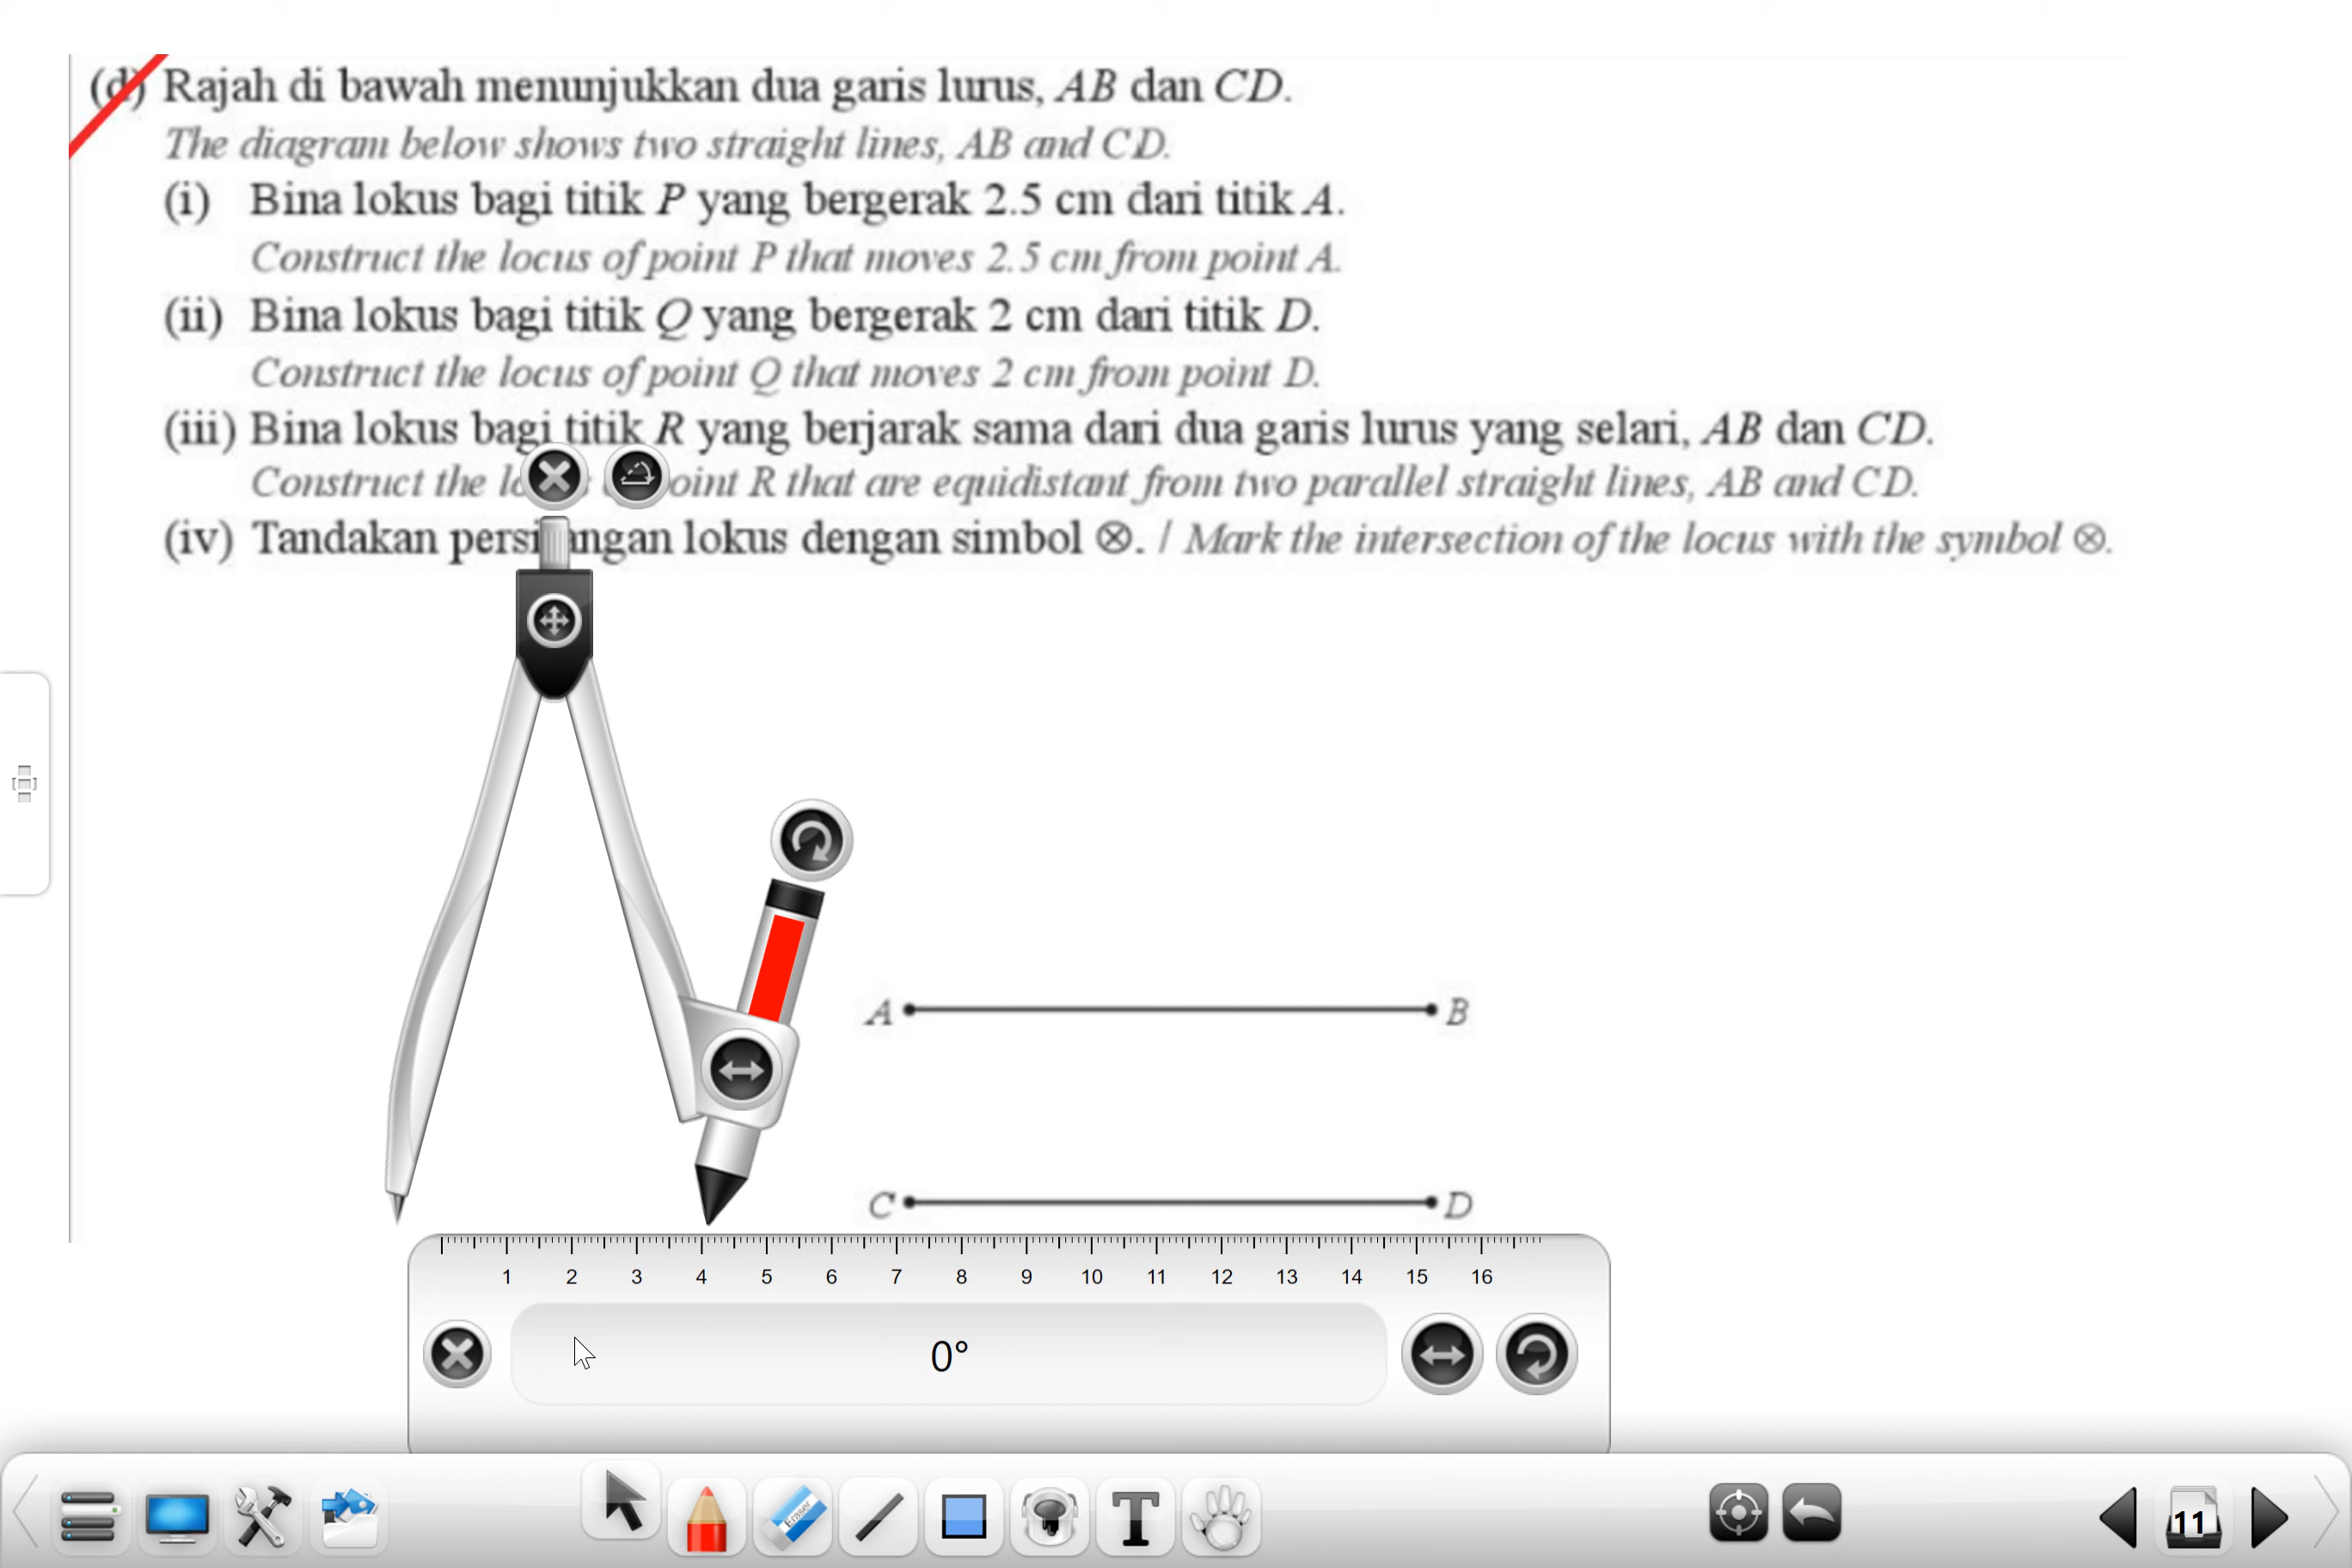 (d) Rajah di bawah menunjukkan dua garis lurus, AB dan CD.
The diagram below shows two straight lines, AB and CD.
(i) Bina lokus bagi titik P yang bergerak 2.5 cm dari titik A.
Construct the locus of point P that moves 2.5 cm from point A.
(ii) Bina lokus bagi titik Q yang bergerak 2 cm dari titik D.
Construct the locus of point Q that moves 2 cm from point D.
(iii) Bina lokus bagi titik R yang berjarak sama dari dua garis lurus yang selari, AB dan CD.
Construct the oint R that are equidistant from two parallel straight lines, AB and CD.
(iv) Tandakan persi ngan lokus dengan simbol ⊗. / Mark the intersection of the locus with the symbol ⊗.
A B
C D
1 2 3 4 5 6 7 8 9 10 11 12 13 14 15 16
0°
Eraser
T
11